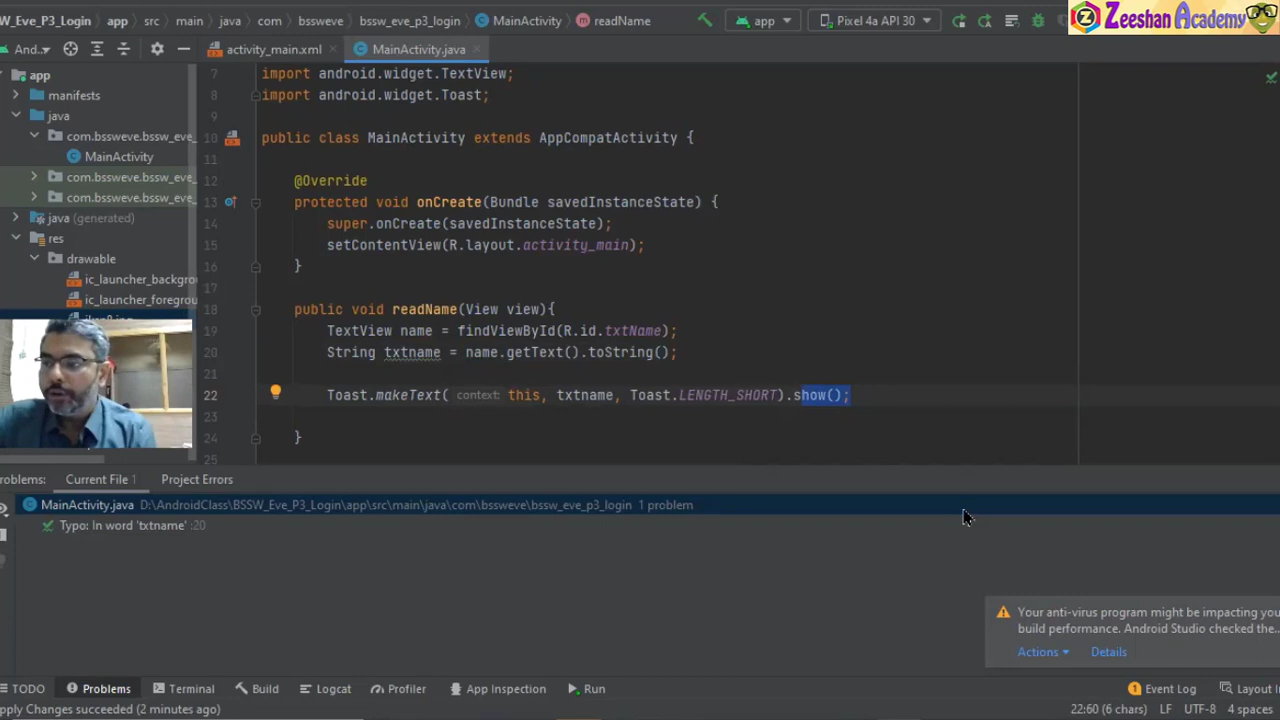 _Eve_P3_Login app src main java com bssweve bssw_eve_p3_login MainActivity readName app Pixel 4a API 30
Zeeshan Academy
And.. activity_main.xml MainActivity.java
app
manifests
java
com.bssweve.bssw_eve_
MainActivity
com.bssweve.bssw_eve_
com.bssweve.bssw_eve_
java (generated)
res
drawable
ic_launcher_backgro
ic_launcher_foregrou
7 import android.widget.TextView;
8 import android.widget.Toast;
9
10 public class MainActivity extends AppCompatActivity {
11
12 @Override
13 protected void onCreate(Bundle savedInstanceState) {
14 super.onCreate(savedInstanceState);
15 setContentView(R.layout.activity_main);
16 }
18 public void readName(View view){
19 TextView name = findViewById(R.id.txtName);
20 String txtname = name.getText().toString();
21
22 Toast.makeText( context: this, txtname, Toast.LENGTH_SHORT).show();
23
24 }
25
roblems: Current File 1 Project Errors
MainActivity.java D:\AndroidClass\BSSW_Eve_P3_Login\app\src\main\java\com\bssweve\bssw_eve_p3_login 1 problem
Typo: In word 'txtname' :20
Your anti-virus program might be impacting you
build performance. Android Studio checked the...
Actions Details
TODO Problems Terminal Build Logcat Profiler App Inspection Run 1 Event Log Layout In
pply Changes succeeded (2 minutes ago) 22:60 (6 chars) LF UTF-8 4 spaces